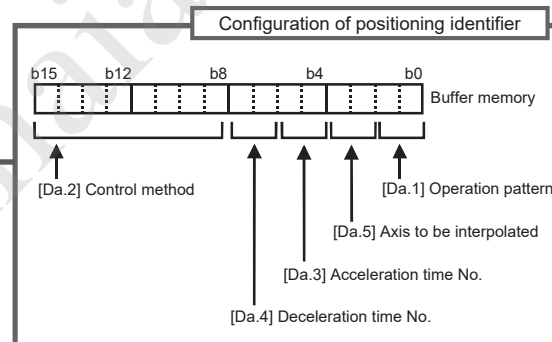 Configuration of positioning identifier
b15 b12 b8 b4 b0
Buffer memory
[Da.2] Control method
[Da.1] Operation pattern
[Da.5] Axis to be interpolated
[Da.3] Acceleration time No.
[Da.4] Deceleration time No.